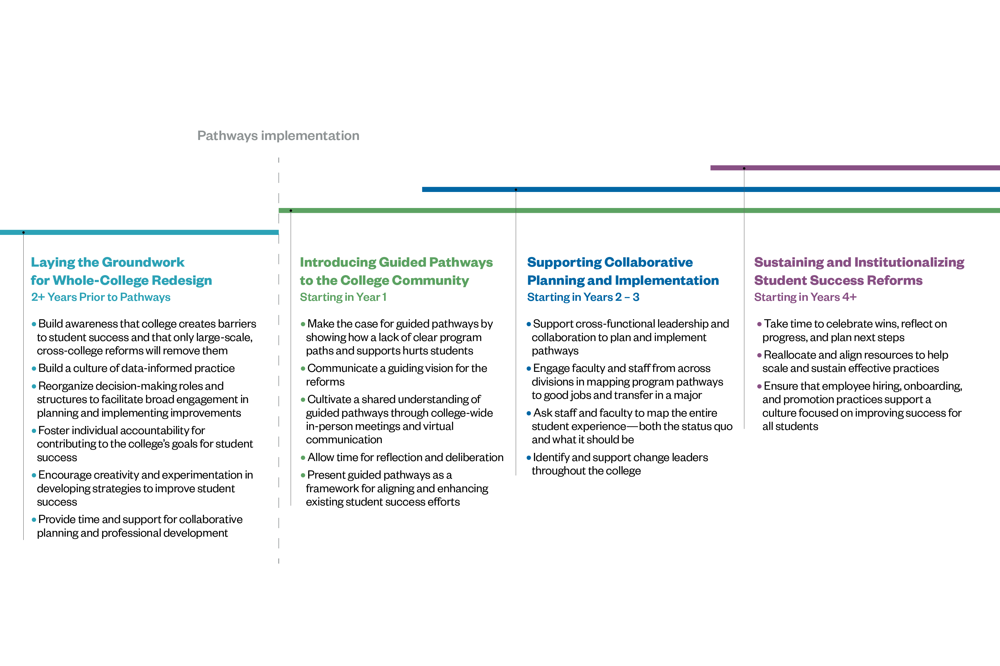 Pathways implementation
Laying the Groundwork
for Whole-College Redesign
2+ Years Prior to Pathways
• Build awareness that college creates barriers
to student success and that only large-scale,
cross-college reforms will remove them
• Build a culture of data-informed practice
• Reorganize decision-making roles and
structures to facilitate broad engagement in
planning and implementing improvements
• Foster individual accountability for
contributing to the college’s goals for student
success
• Encourage creativity and experimentation in
developing strategies to improve student
success
• Provide time and support for collaborative
planning and professional development
Introducing Guided Pathways
to the College Community
Starting in Year 1
• Make the case for guided pathways by
showing how a lack of clear program
paths and supports hurts students
• Communicate a guiding vision for the
reforms
• Cultivate a shared understanding of
guided pathways through college-wide
in-person meetings and virtual
communication
• Allow time for reflection and deliberation
• Present guided pathways as a
framework for aligning and enhancing
existing student success efforts
Supporting Collaborative
Planning and Implementation
Starting in Years 2 – 3
• Support cross-functional leadership and
collaboration to plan and implement
pathways
• Engage faculty and staff from across
divisions in mapping program pathways
to good jobs and transfer in a major
• Ask staff and faculty to map the entire
student experience—both the status quo
and what it should be
• Identify and support change leaders
throughout the college
Sustaining and Institutionalizing
Student Success Reforms
Starting in Years 4+
• Take time to celebrate wins, reflect on
progress, and plan next steps
• Reallocate and align resources to help
scale and sustain effective practices
• Ensure that employee hiring, onboarding,
and promotion practices support a
culture focused on improving success for
all students